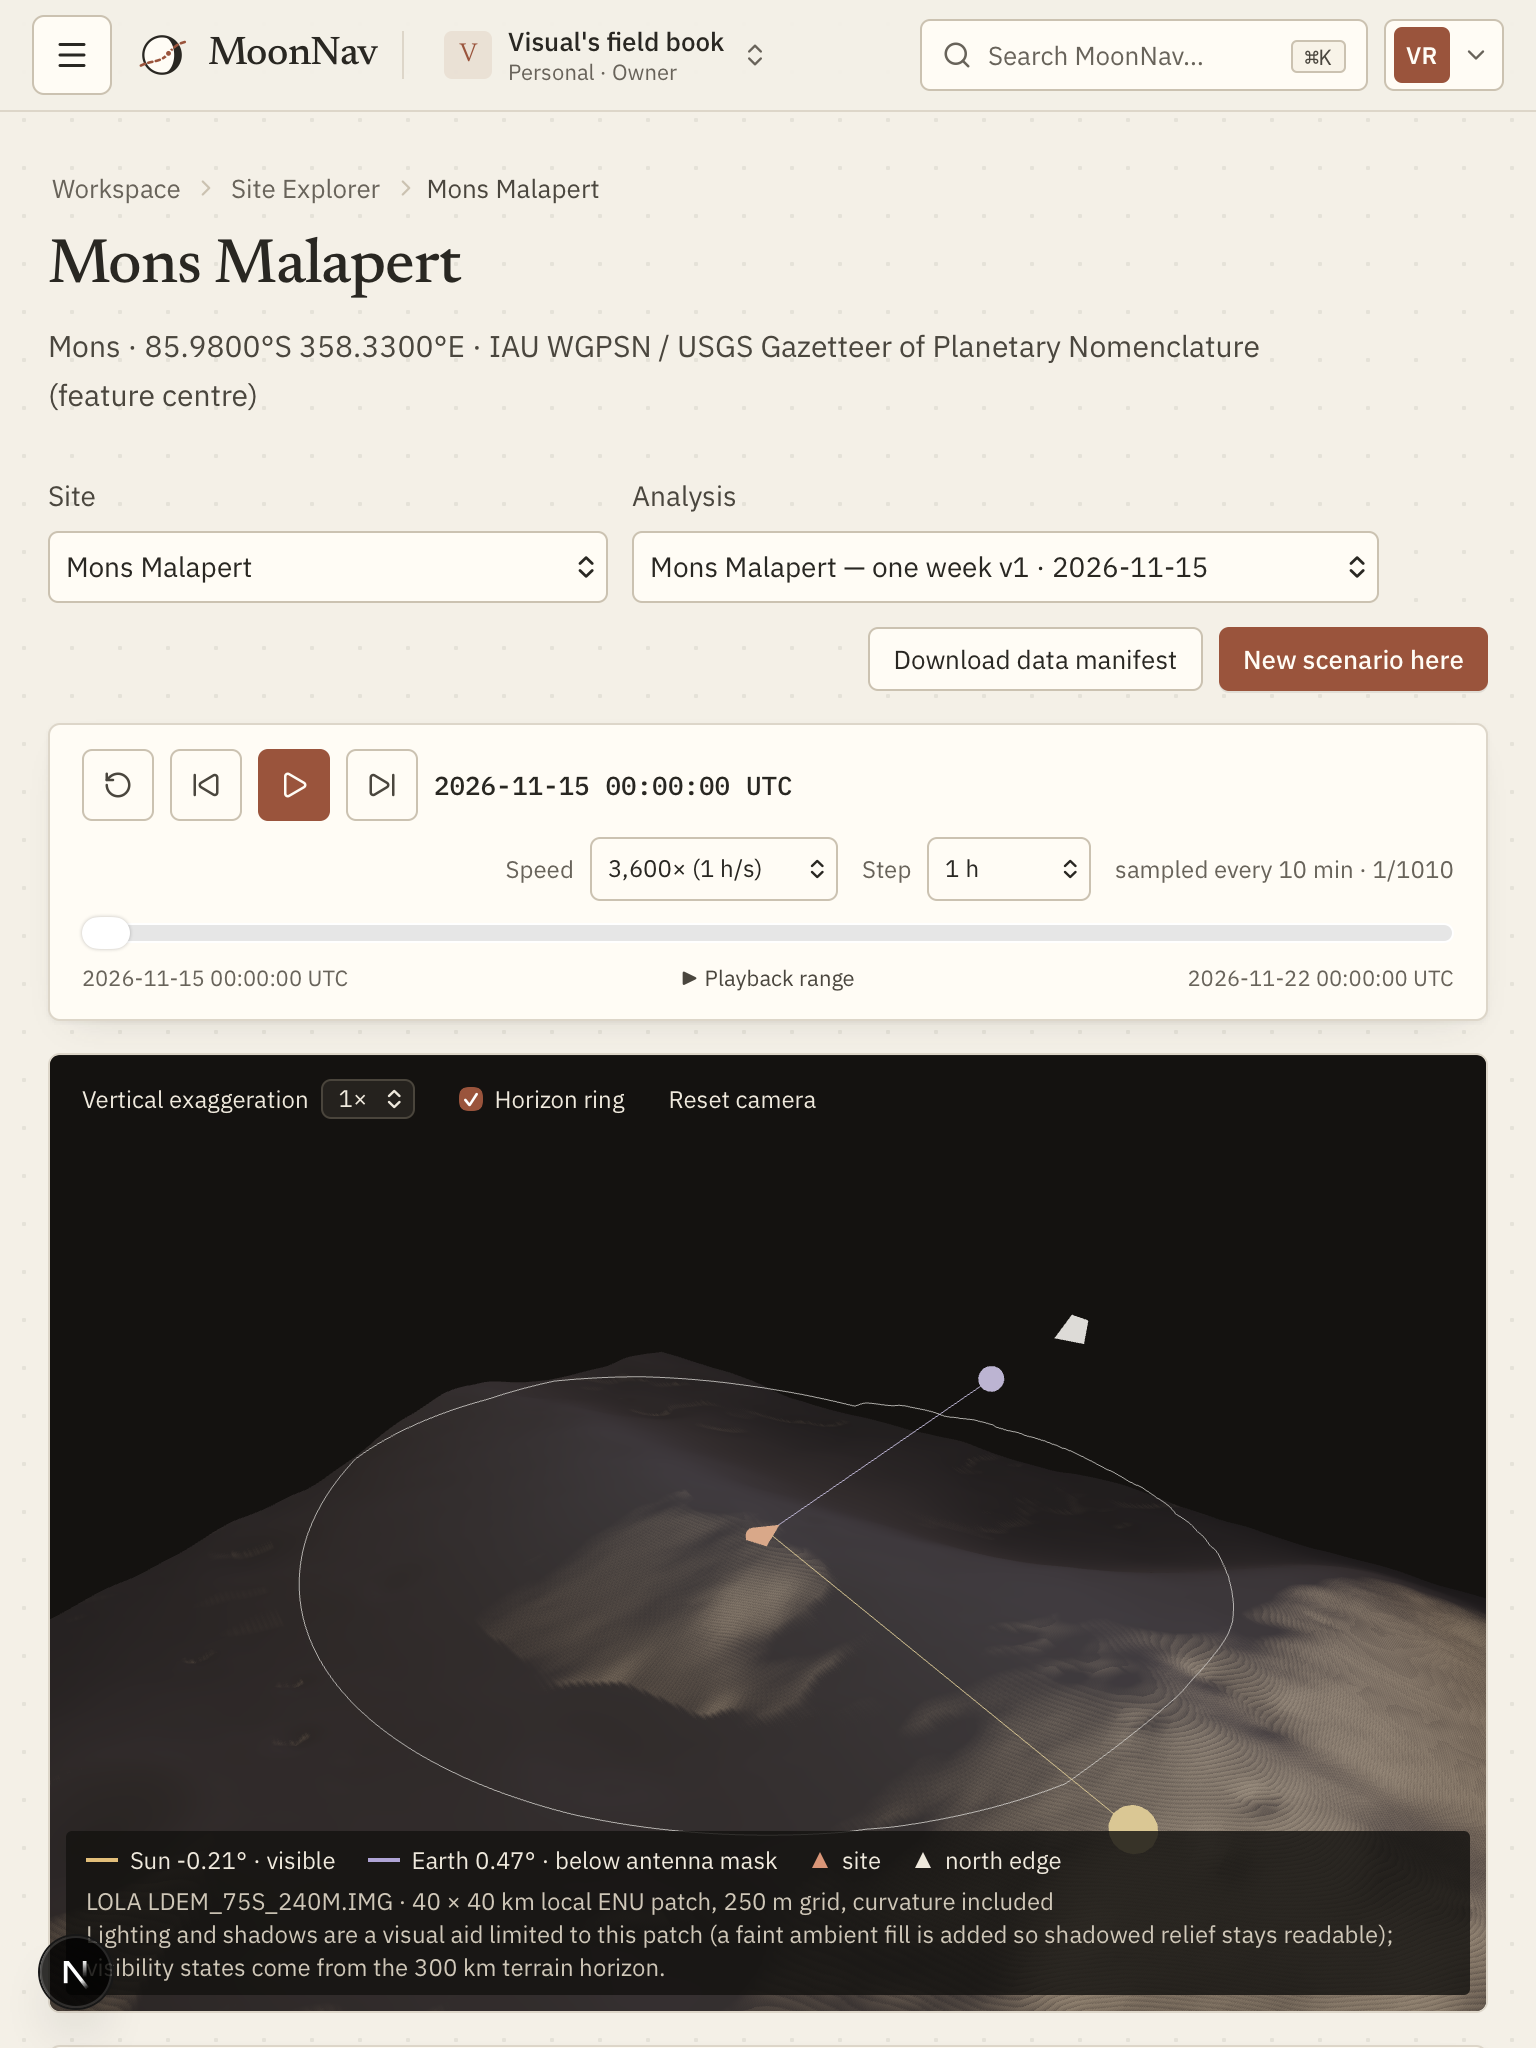 MoonNav
V
Visual's field book
Personal · Owner
Search MoonNav...
⌘K
VR
Workspace
Site Explorer
Mons Malapert
Mons Malapert
Mons · 85.9800°S 358.3300°E · IAU WGPSN / USGS Gazetteer of Planetary Nomenclature
(feature centre)
Site
Analysis
Mons Malapert
Mons Malapert — one week v1 · 2026-11-15
Download data manifest
New scenario here
2026-11-15 00:00:00 UTC
Speed
3,600× (1 h/s)
Step
1 h
sampled every 10 min · 1/1010
2026-11-15 00:00:00 UTC
Playback range
2026-11-22 00:00:00 UTC
Vertical exaggeration
1×
Horizon ring
Reset camera
Sun -0.21° · visible
Earth 0.47° · below antenna mask
site
north edge
LOLA LDEM_75S_240M.IMG · 40 × 40 km local ENU patch, 250 m grid, curvature included
Lighting and shadows are a visual aid limited to this patch (a faint ambient fill is added so shadowed relief stays readable);
visibility states come from the 300 km terrain horizon.
N